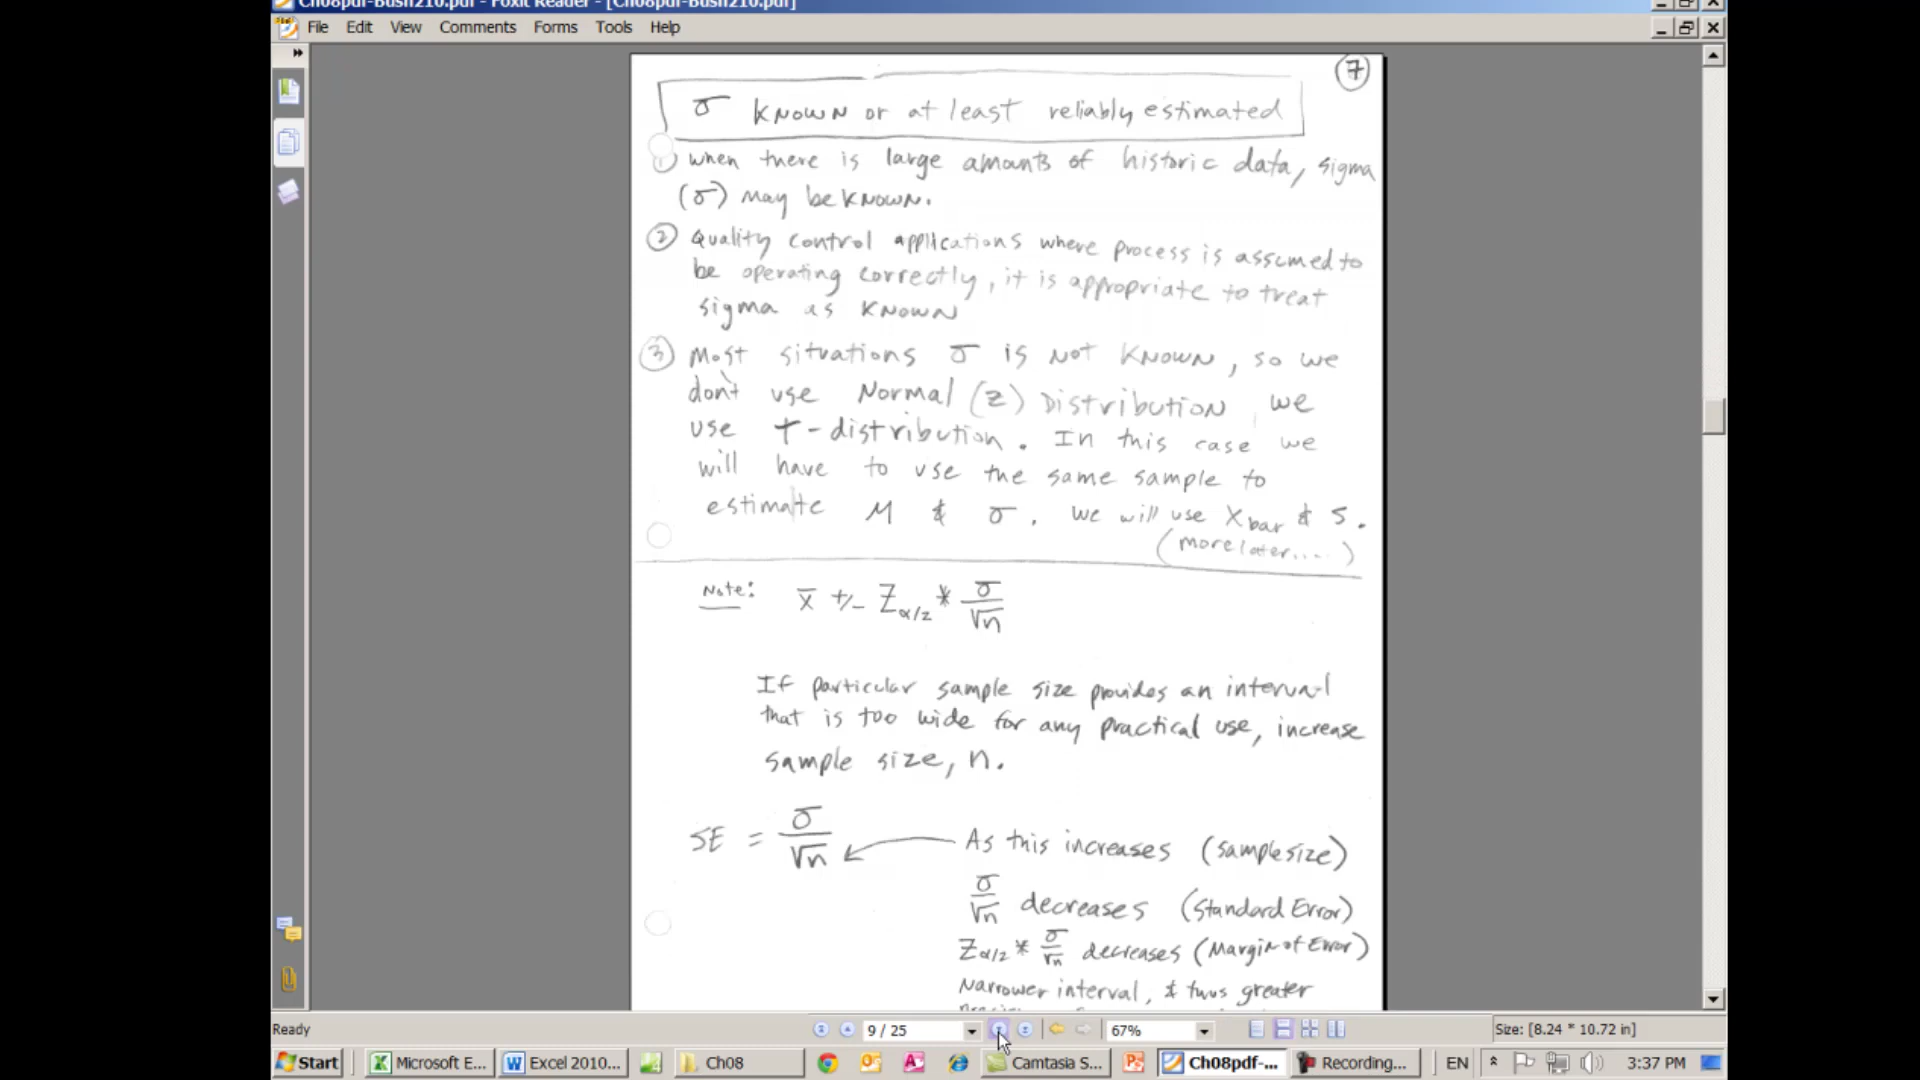 Ch08pdf-Bush210.pdf - Foxit Reader - [Ch08pdf-Bush210.pdf]
File Edit View Comments Forms Tools Help
7
σ KNOWN or at least reliably estimated
① when there is large amounts of historic data, sigma
(σ) may be KNOWN.
② Quality control applications where process is assumed to
be operating correctly, it is appropriate to treat
sigma as KNOWN
③ Most situations σ is NOT KNOWN, so we
don't use Normal (z) Distribution we
use T-distribution. In this case we
will have to use the same sample to
estimate M & σ. We will use Xbar & S.
(more later....)
Note: x̄ +/- Zα/2 * σ/√n
If particular sample size provides an interval
that is too wide for any practical use, increase
sample size, n.
SE = σ/√n As this increases (sample size)
σ/√n decreases (Standard Error)
Zα/2 * σ/√n decreases (Margin of Error)
Narrower interval, & thus greater
Ready 9 / 25 67% Size: [8.24 * 10.72 in]
Start Microsoft E... Excel 2010... Ch08 Camtasia S... Ch08pdf-... Recording... EN 3:37 PM